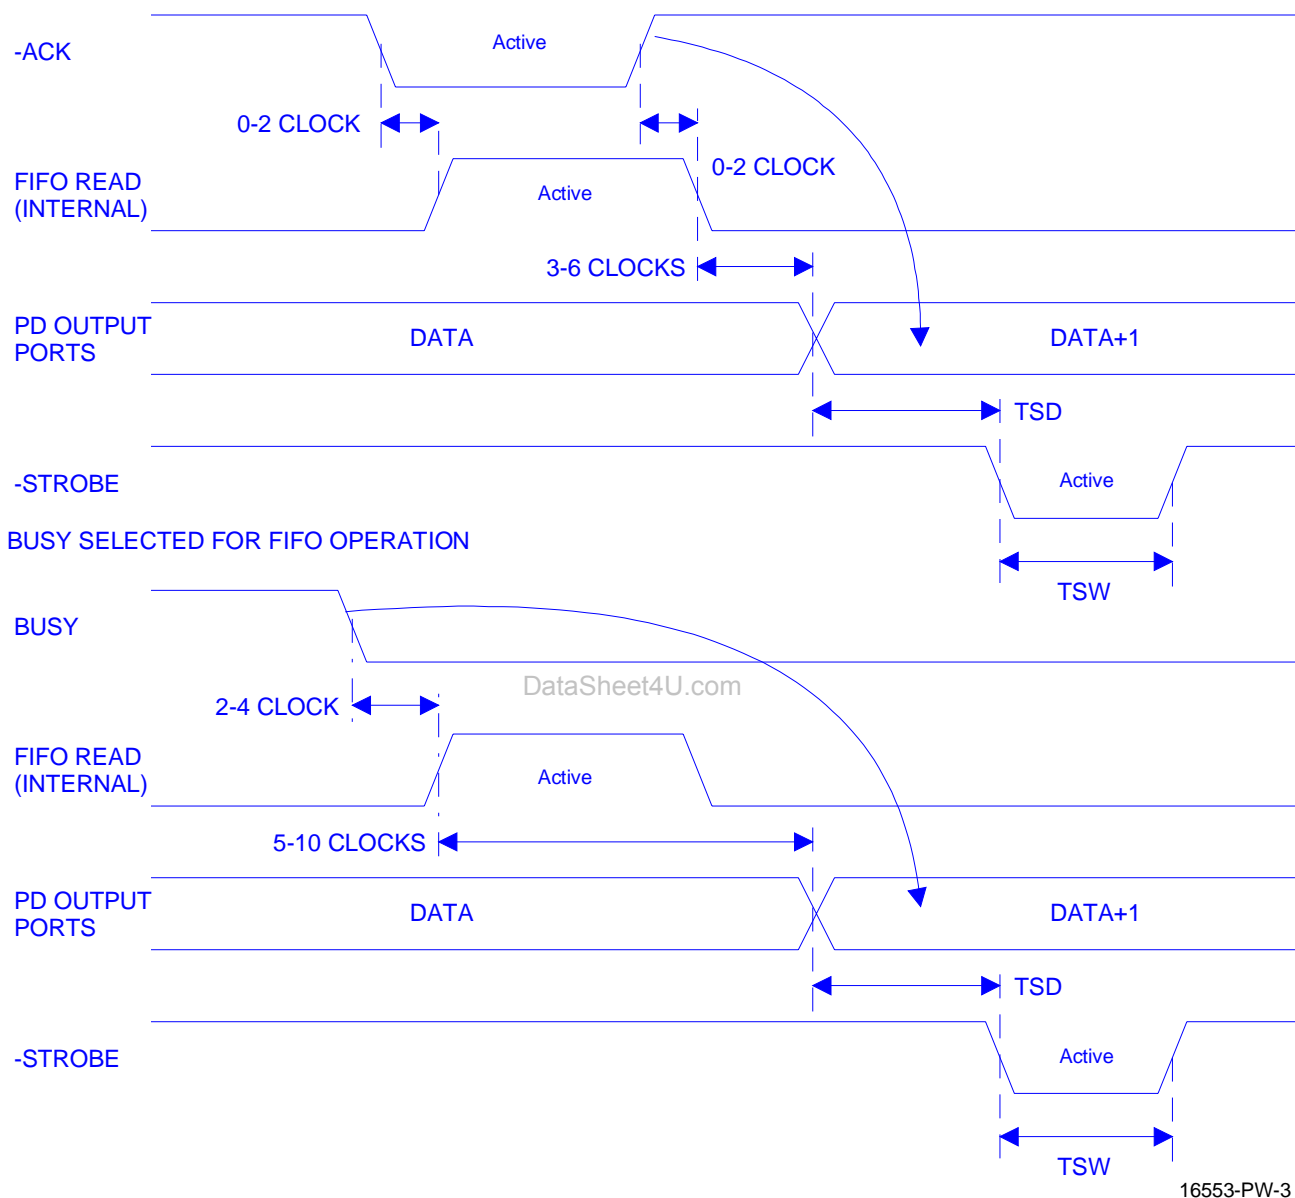 -ACK
Active
0-2 CLOCK
0-2 CLOCK
FIFO READ
(INTERNAL)
Active
3-6 CLOCKS
PD OUTPUT
PORTS
DATA
DATA+1
TSD
-STROBE
Active
TSW
BUSY SELECTED FOR FIFO OPERATION
BUSY
DataSheet4U.com
2-4 CLOCK
FIFO READ
(INTERNAL)
Active
5-10 CLOCKS
PD OUTPUT
PORTS
DATA
DATA+1
TSD
-STROBE
Active
TSW
16553-PW-3